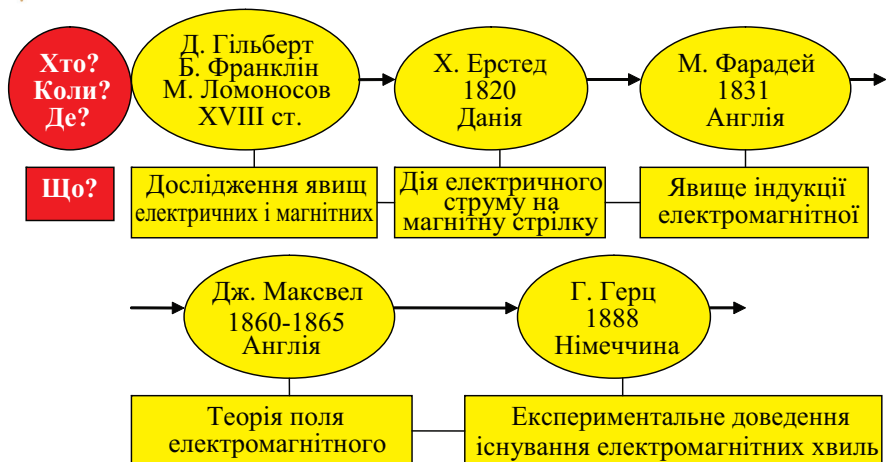 Хто?
Коли?
Де?
Д. Гільберт
Б. Франклін
М. Ломоносов
XVIII ст.
Х. Ерстед
1820
Данія
М. Фарадей
1831
Англія
Що?
Дослідження явищ
електричних і магнітних
Дія електричного
струму на
магнітну стрілку
Явище індукції
електромагнітної
Дж. Максвел
1860-1865
Англія
Г. Герц
1888
Німеччина
Теорія поля
електромагнітного
Експериментальне доведення
існування електромагнітних хвиль